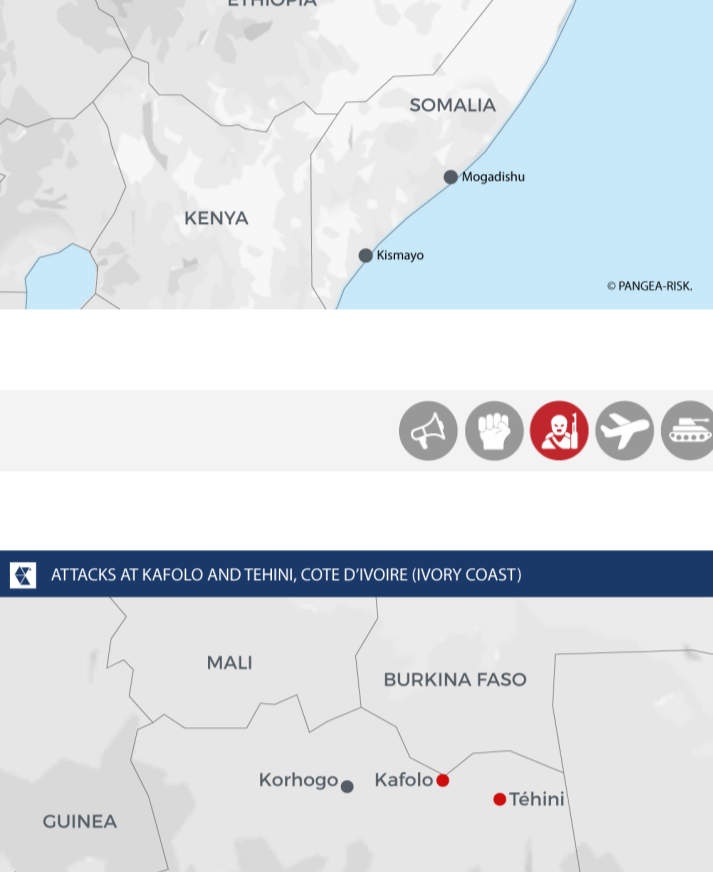 ETHIOPIA
SOMALIA
Mogadishu
KENYA
Kismayo
© PANGEA-RISK.
ATTACKS AT KAFOLO AND TEHINI, COTE D'IVOIRE (IVORY COAST)
MALI
BURKINA FASO
Korhogo Kafolo
Téhini
GUINEA